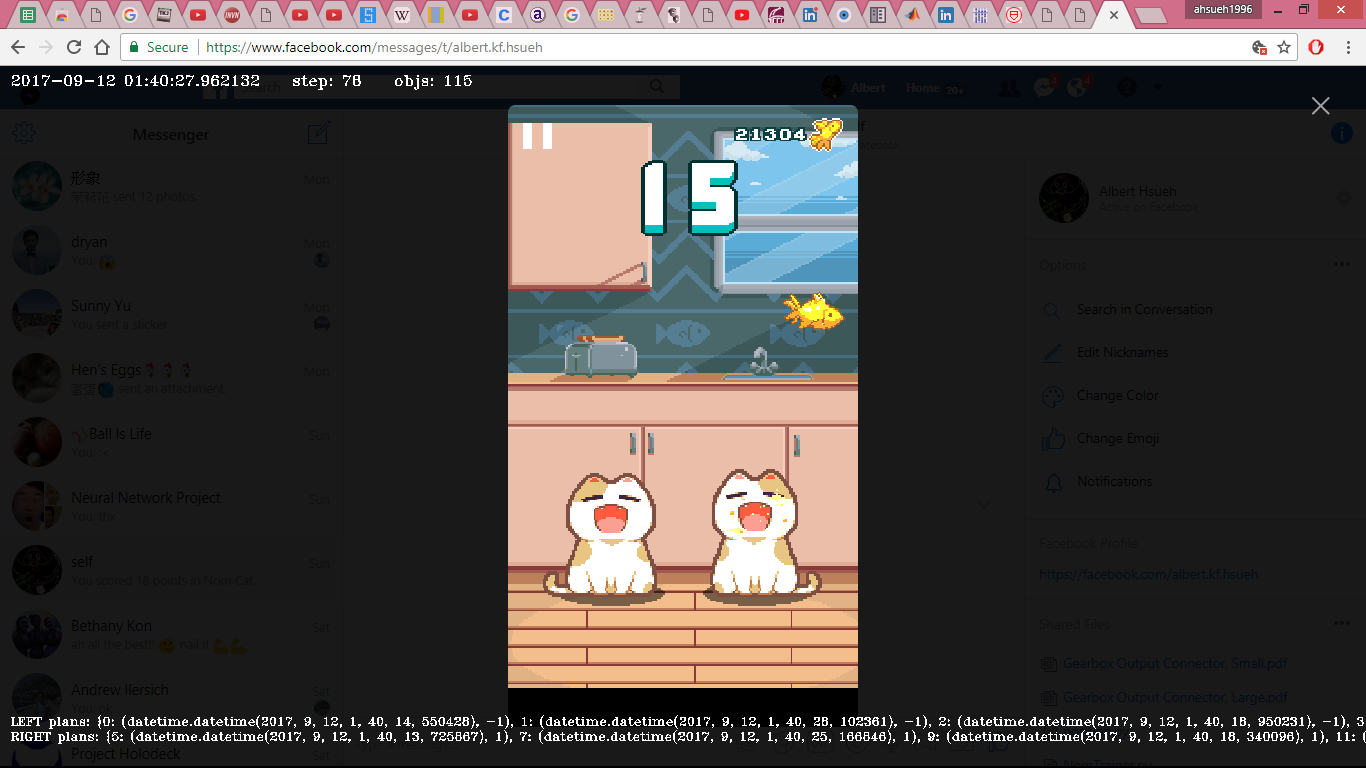 ahsueh1996
Secure https://www.facebook.com/messages/t/albert.kf.hsueh
2017-09-12 01:40:27.962132 step: 78 objs: 115
Albert Home 20+
Messenger
21304
15
形象 Mon
茉莉花 sent 12 photos.
dryan Mon
You: 😱
Sunny Yu Mon
You sent a sticker.
Hen's Eggs Mon
蛋蛋 sent an attachment.
Ball Is Life Sun
You: :<
Neural Network Project Sun
You: thx
self Sun
You scored 18 points in Nom Cat.
Bethany Kon Sat
ah all the best!! nail it
Andrew Ilersich Sat
You: ok
Project Holodeck
Albert Hsueh
Active on Facebook
Options
Search in Conversation
Edit Nicknames
Change Color
Change Emoji
Notifications
Facebook Profile
https://facebook.com/albert.kf.hsueh
Shared Files
Gearbox Output Connector, Small.pdf
Gearbox Output Connector, Large.pdf
LEFT plans: {0: (datetime.datetime(2017, 9, 12, 1, 40, 14, 550428), -1), 1: (datetime.datetime(2017, 9, 12, 1, 40, 28, 102361), -1), 2: (datetime.datetime(2017, 9, 12, 1, 40, 18, 950231), -1), 3
RIGHT plans: {5: (datetime.datetime(2017, 9, 12, 1, 40, 13, 725867), 1), 7: (datetime.datetime(2017, 9, 12, 1, 40, 25, 166846), 1), 9: (datetime.datetime(2017, 9, 12, 1, 40, 18, 340096), 1), 11: (